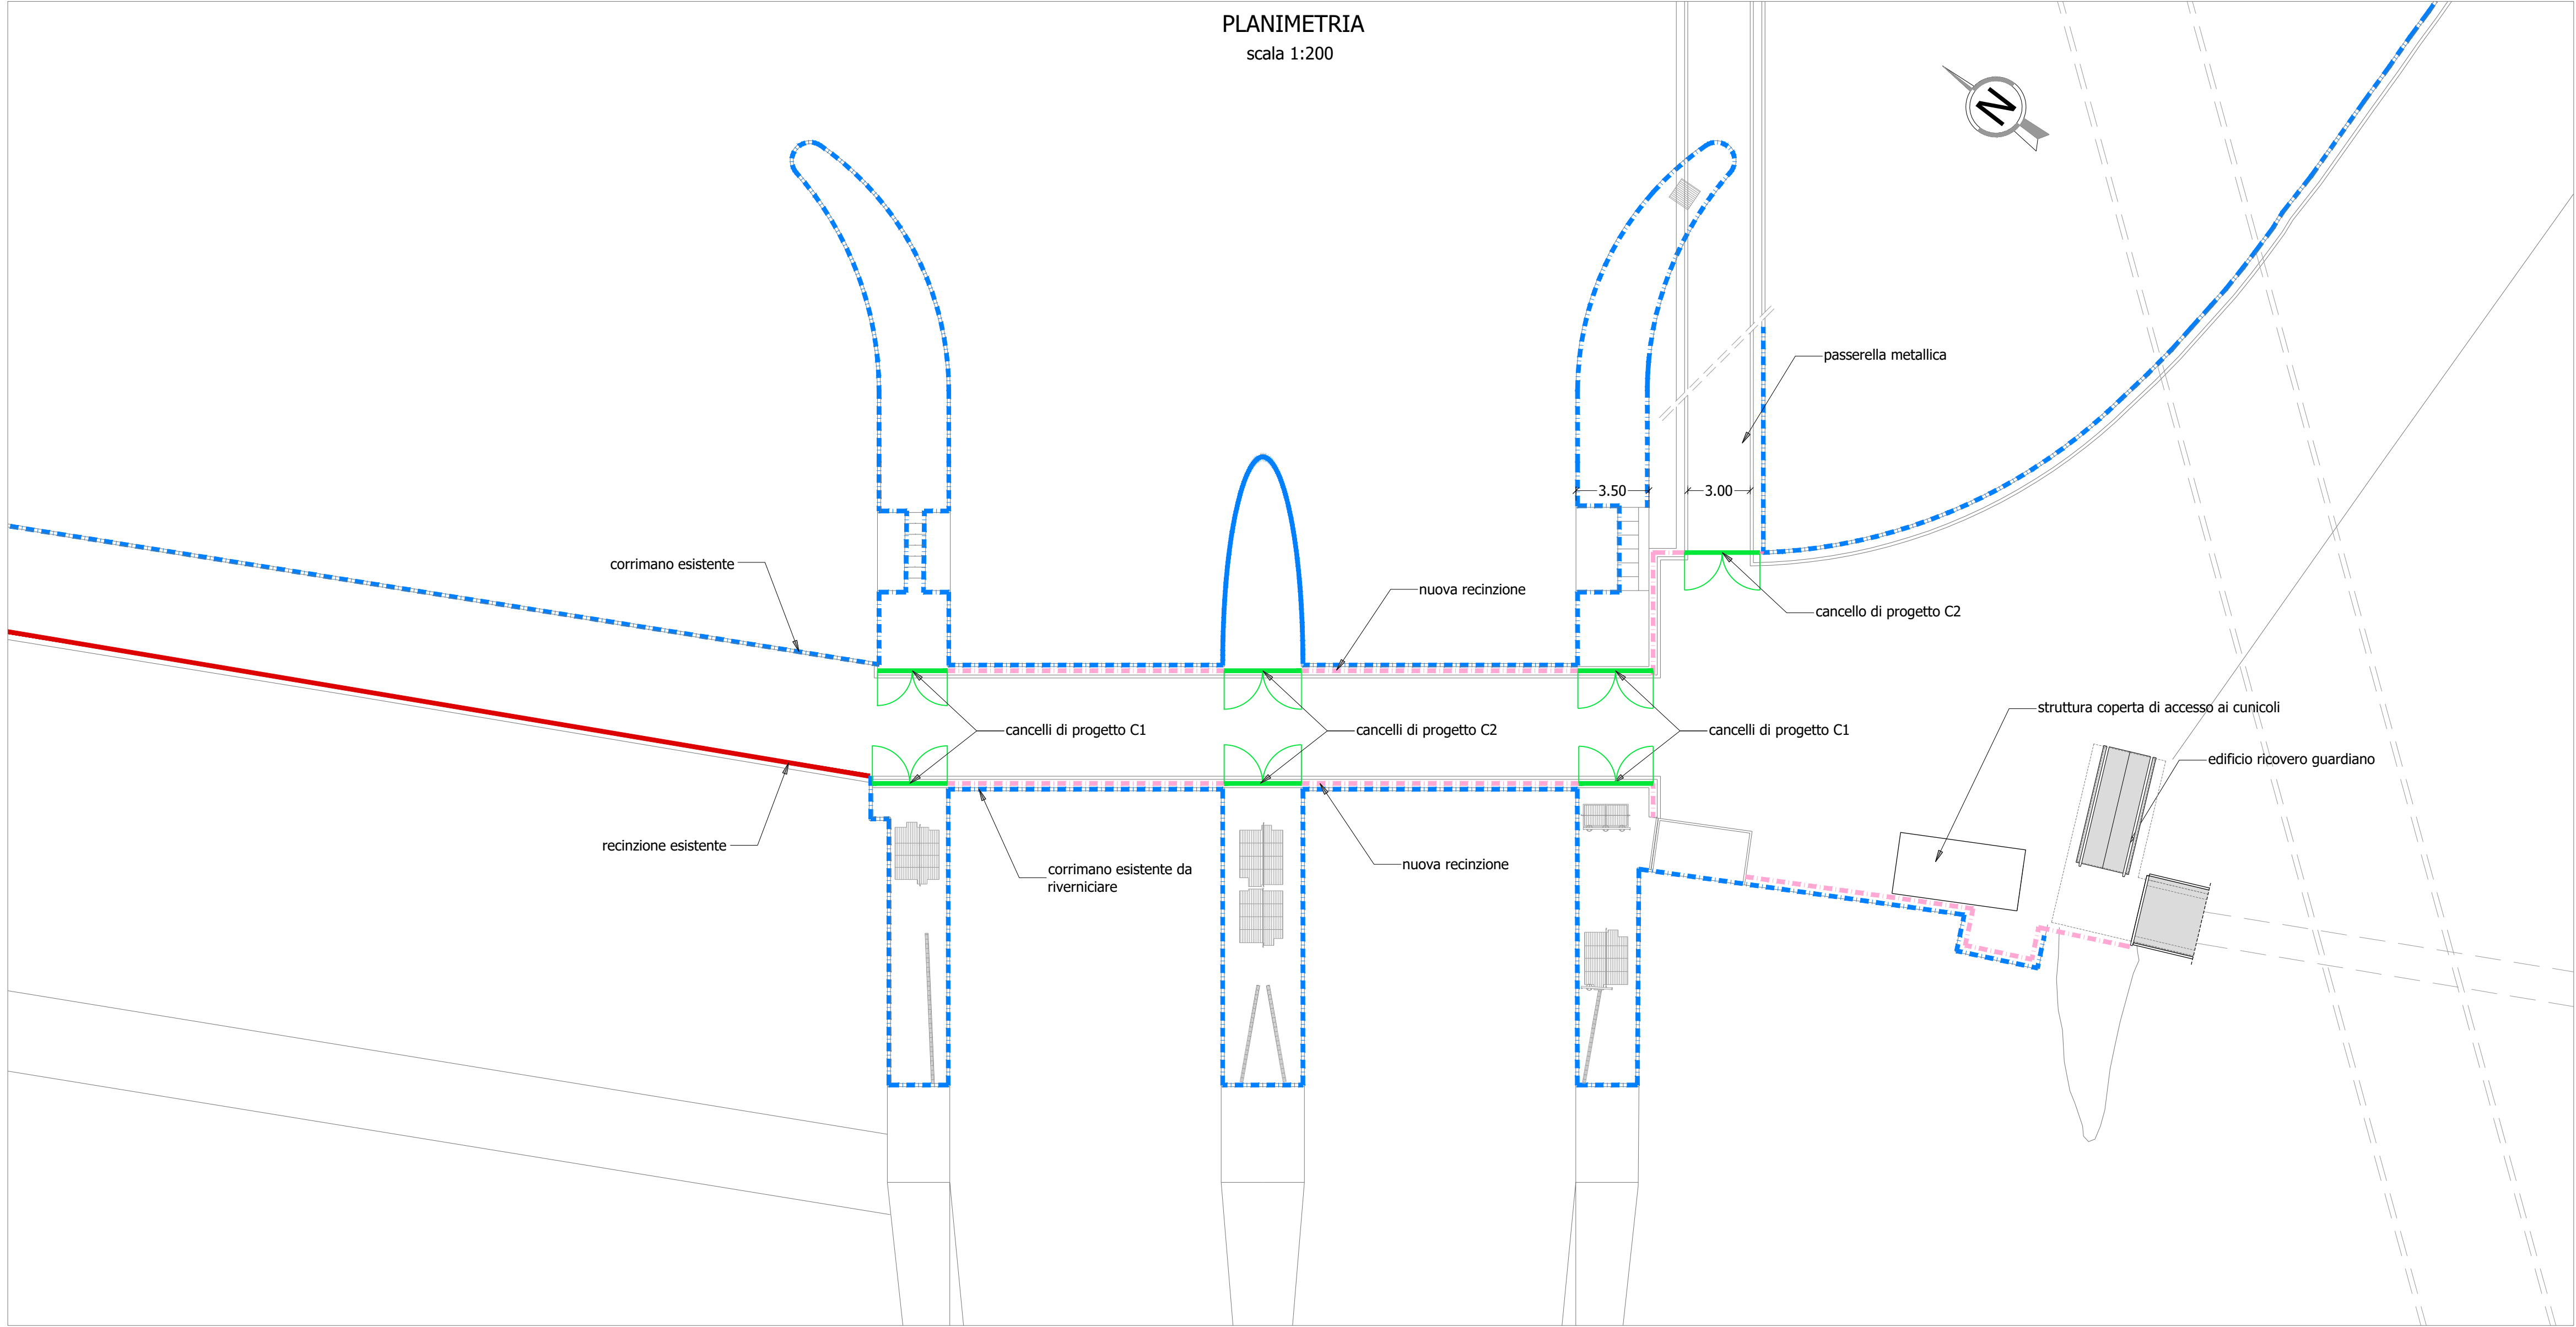 PLANIMETRIA
scala 1:200
N
passerella metallica
3.50
3.00
corrimano esistente
nuova recinzione
cancello di progetto C2
struttura coperta di accesso ai cunicoli
cancelli di progetto C1
cancelli di progetto C2
cancelli di progetto C1
edificio ricovero guardiano
recinzione esistente
corrimano esistente da
riverniciare
nuova recinzione